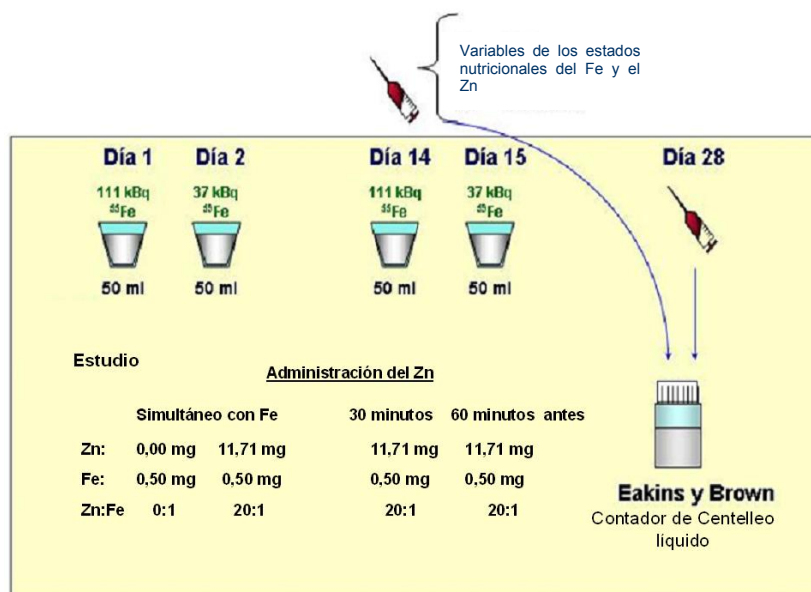 Variables de los estados
nutricionales del Fe y el
Zn
Día 1 Día 2 Día 14 Día 15 Día 28
111 kBq 37 kBq 111 kBq 37 kBq
⁵⁵Fe ⁵⁵Fe
50 ml 50 ml 50 ml 50 ml
Estudio
Administración del Zn
Simultáneo con Fe 30 minutos 60 minutos antes
Zn: 0,00 mg 11,71 mg 11,71 mg 11,71 mg
Fe: 0,50 mg 0,50 mg 0,50 mg 0,50 mg
Zn:Fe 0:1 20:1 20:1 20:1
Eakins y Brown
Contador de Centelleo
líquido